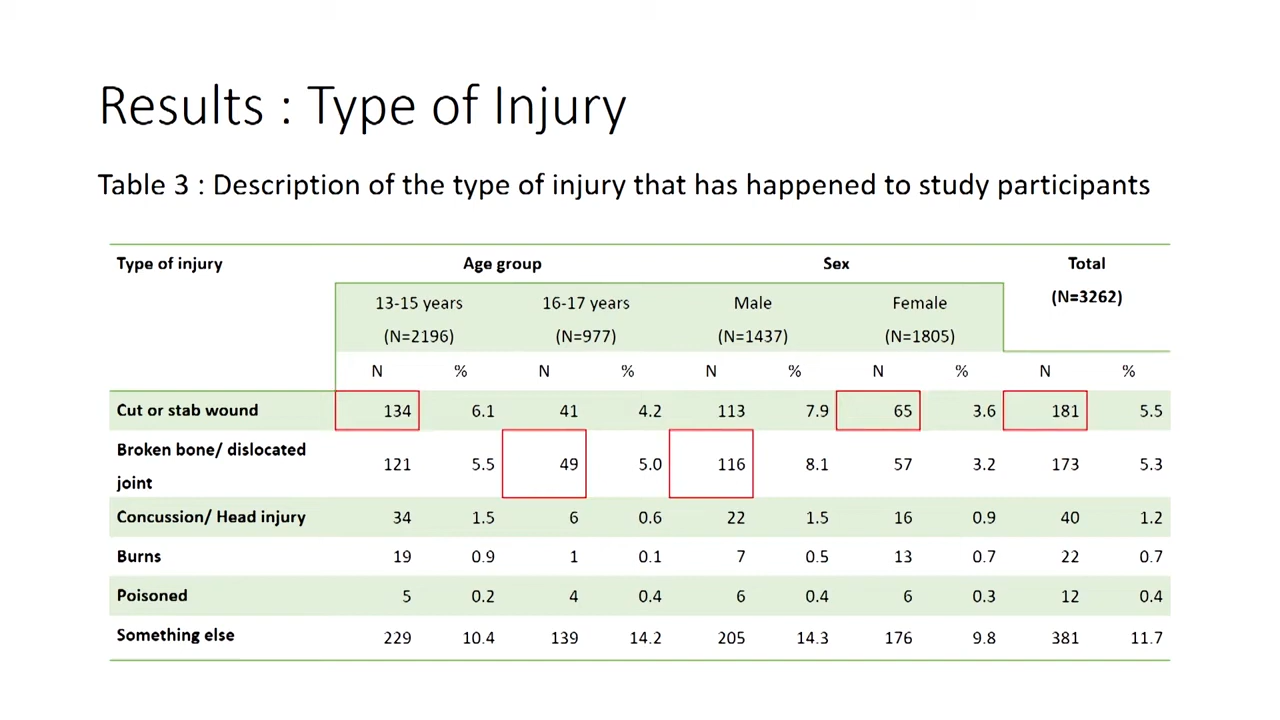 Results : Type of Injury
Table 3 : Description of the type of injury that has happened to study participants
Type of injury Age group Sex Total
13-15 years 16-17 years Male Female (N=3262)
(N=2196) (N=977) (N=1437) (N=1805)
N % N % N % N % N %
Cut or stab wound 134 6.1 41 4.2 113 7.9 65 3.6 181 5.5
Broken bone/ dislocated
joint 121 5.5 49 5.0 116 8.1 57 3.2 173 5.3
Concussion/ Head injury 34 1.5 6 0.6 22 1.5 16 0.9 40 1.2
Burns 19 0.9 1 0.1 7 0.5 13 0.7 22 0.7
Poisoned 5 0.2 4 0.4 6 0.4 6 0.3 12 0.4
Something else 229 10.4 139 14.2 205 14.3 176 9.8 381 11.7